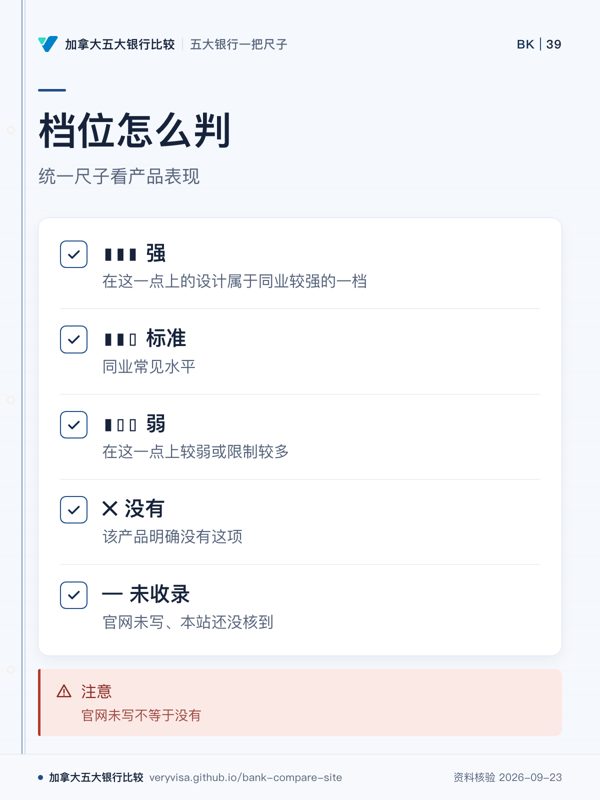 加拿大五大银行比较 | 五大银行一把尺子
BK | 39
档位怎么判
统一尺子看产品表现
▮▮▮ 强
在这一点上的设计属于同业较强的一档
▮▮▯ 标准
同业常见水平
▮▯▯ 弱
在这一点上较弱或限制较多
✕ 没有
该产品明确没有这项
— 未收录
官网未写、本站还没核到
注意
官网未写不等于没有
加拿大五大银行比较 veryvisa.github.io/bank-compare-site
资料核验 2026-09-23